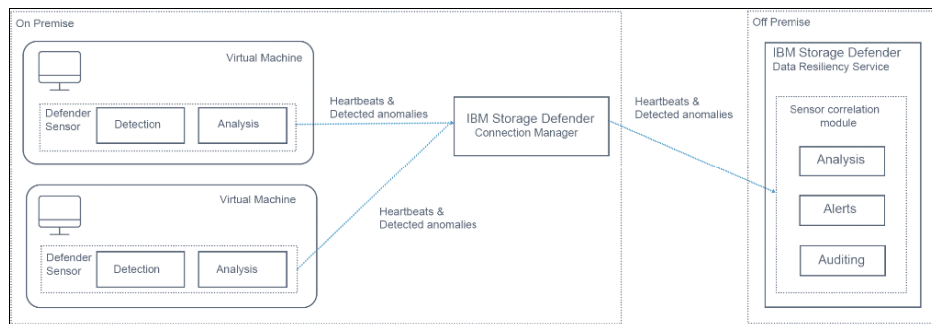 On Premise
Virtual Machine
Defender
Sensor
Detection
Analysis
Heartbeats &
Detected anomalies
Virtual Machine
Defender
Sensor
Detection
Analysis
Heartbeats &
Detected anomalies
IBM Storage Defender
Connection Manager
Heartbeats &
Detected anomalies
Off Premise
IBM Storage Defender
Data Resiliency Service
Sensor correlation
module
Analysis
Alerts
Auditing